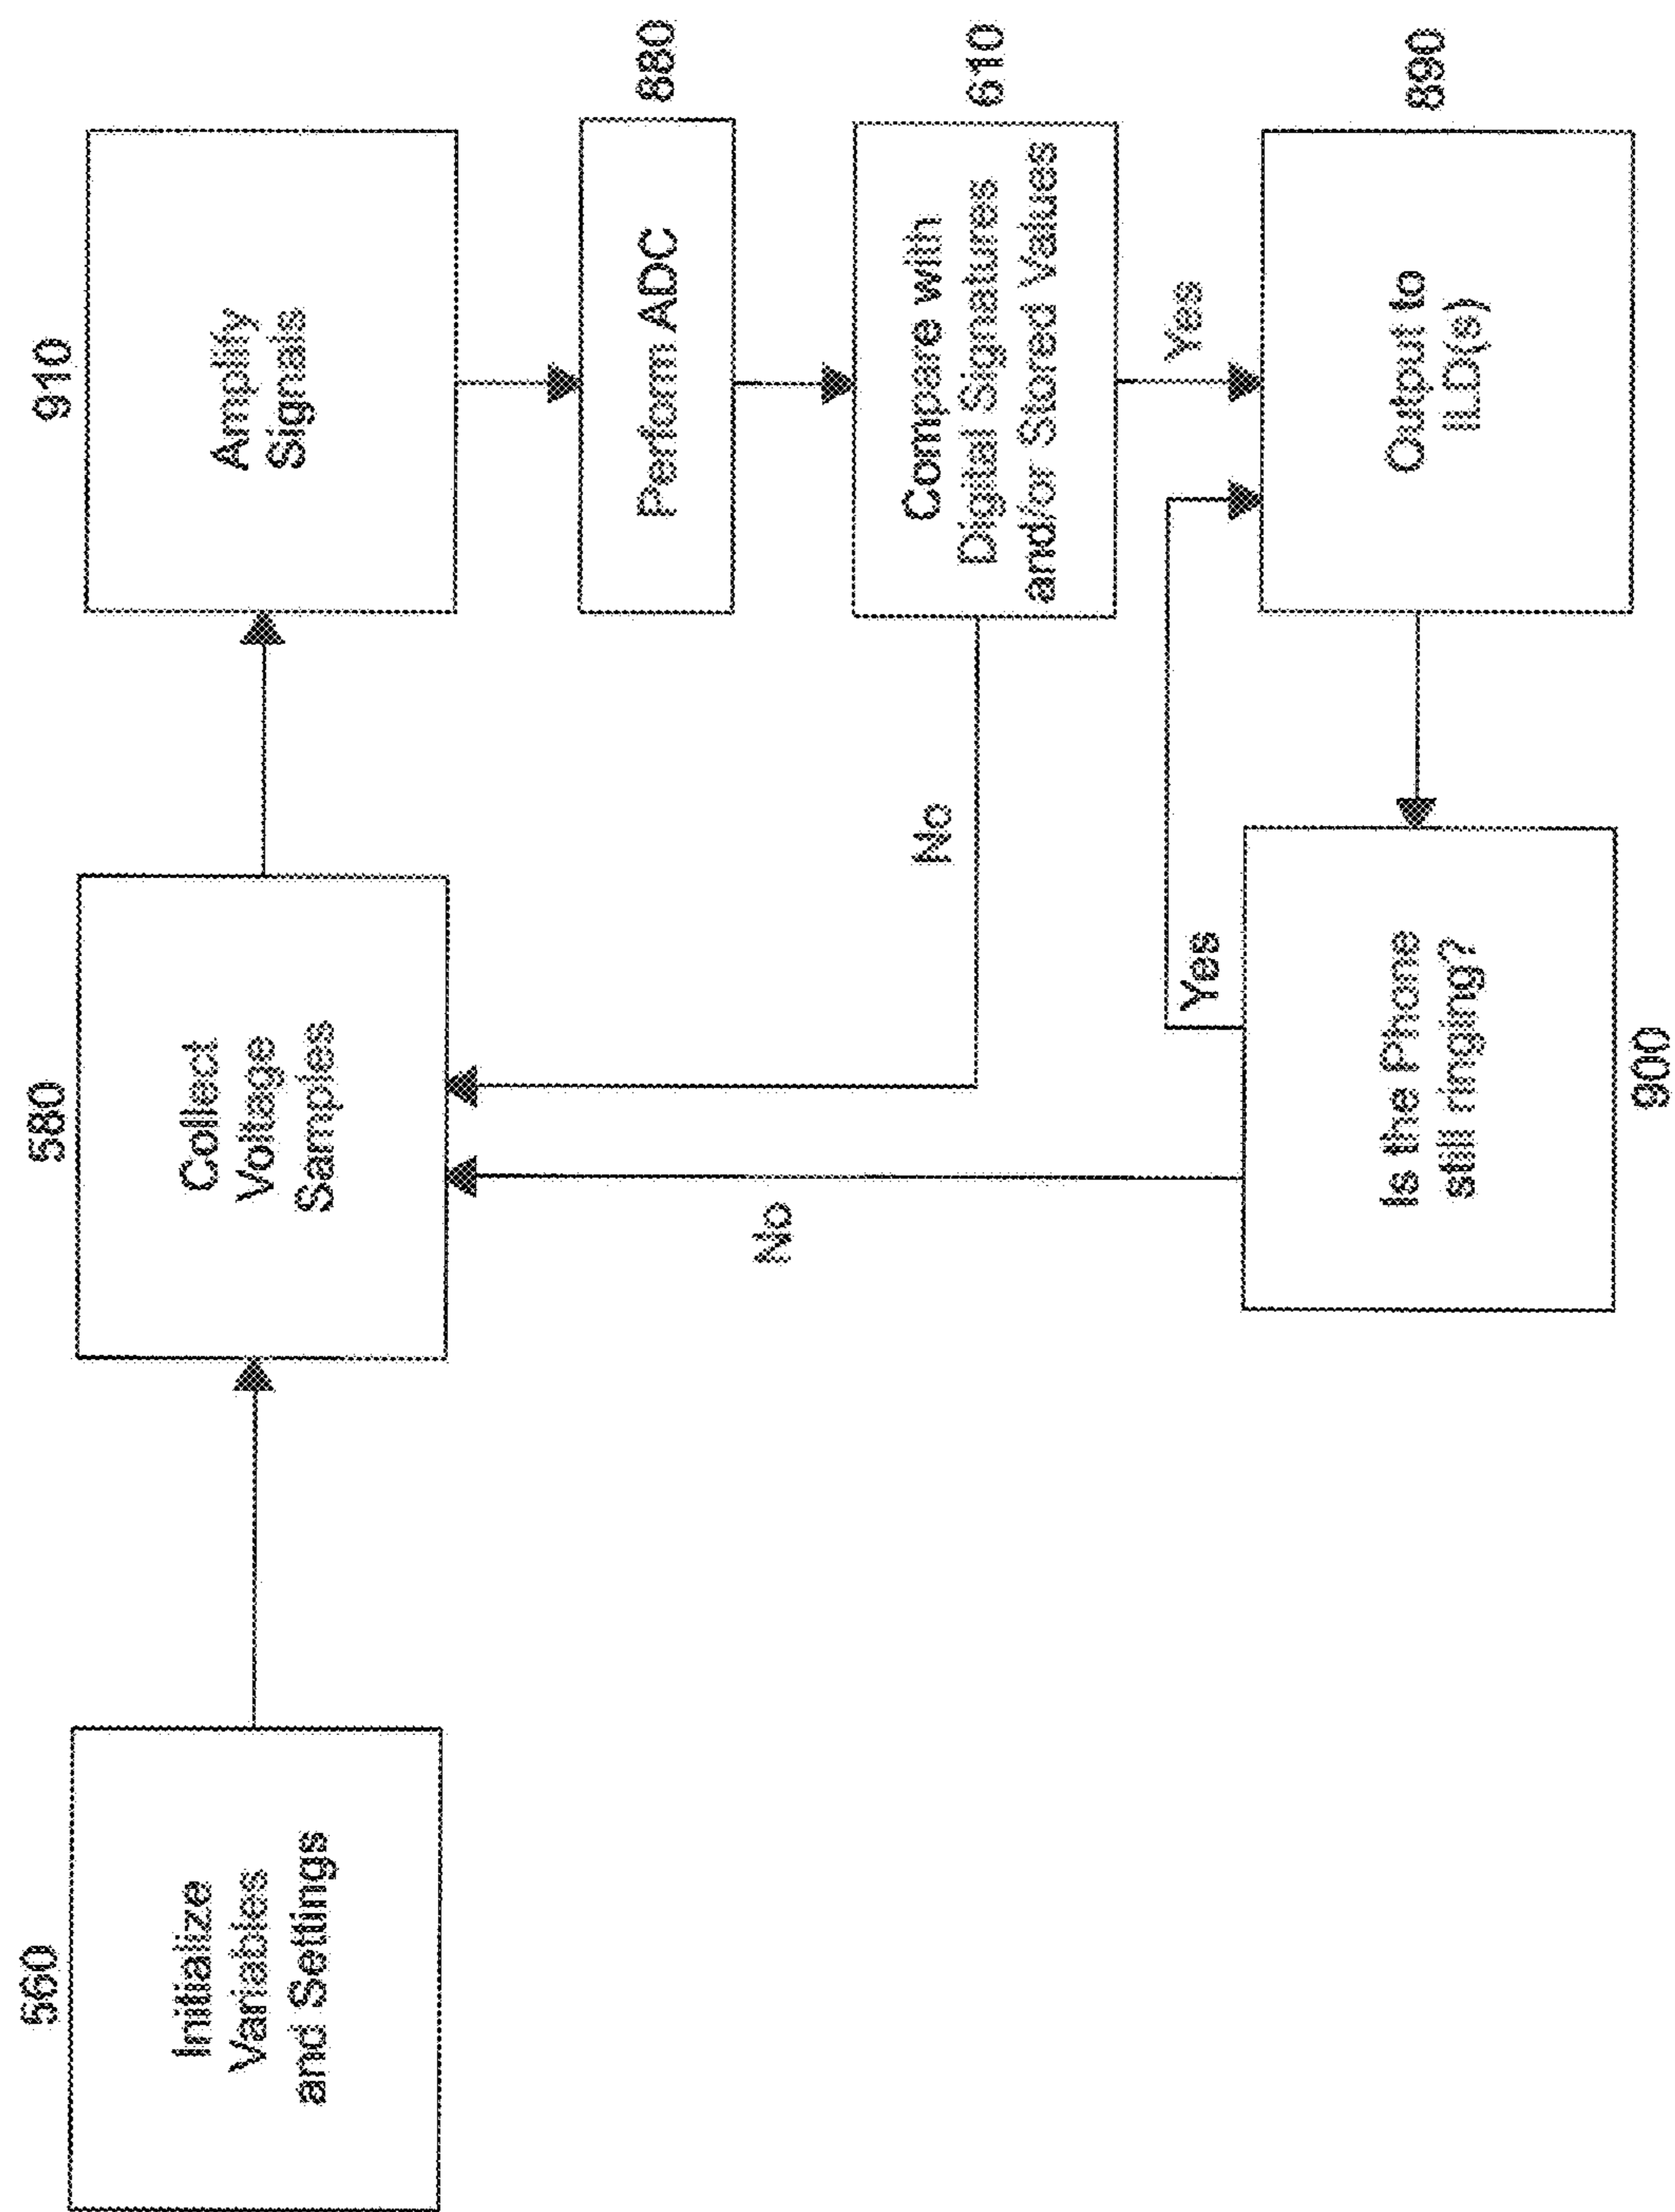 560
Initialize
Variables
and Settings
580
Collect
Voltage
Samples
910
Amplify
Signals
Perform ADC
880
Compare with
Digital Signatures
and/or Stored Values
610
No
Yes
Output to
ILD(s)
890
Is the Phone
still ringing?
900
Yes
No